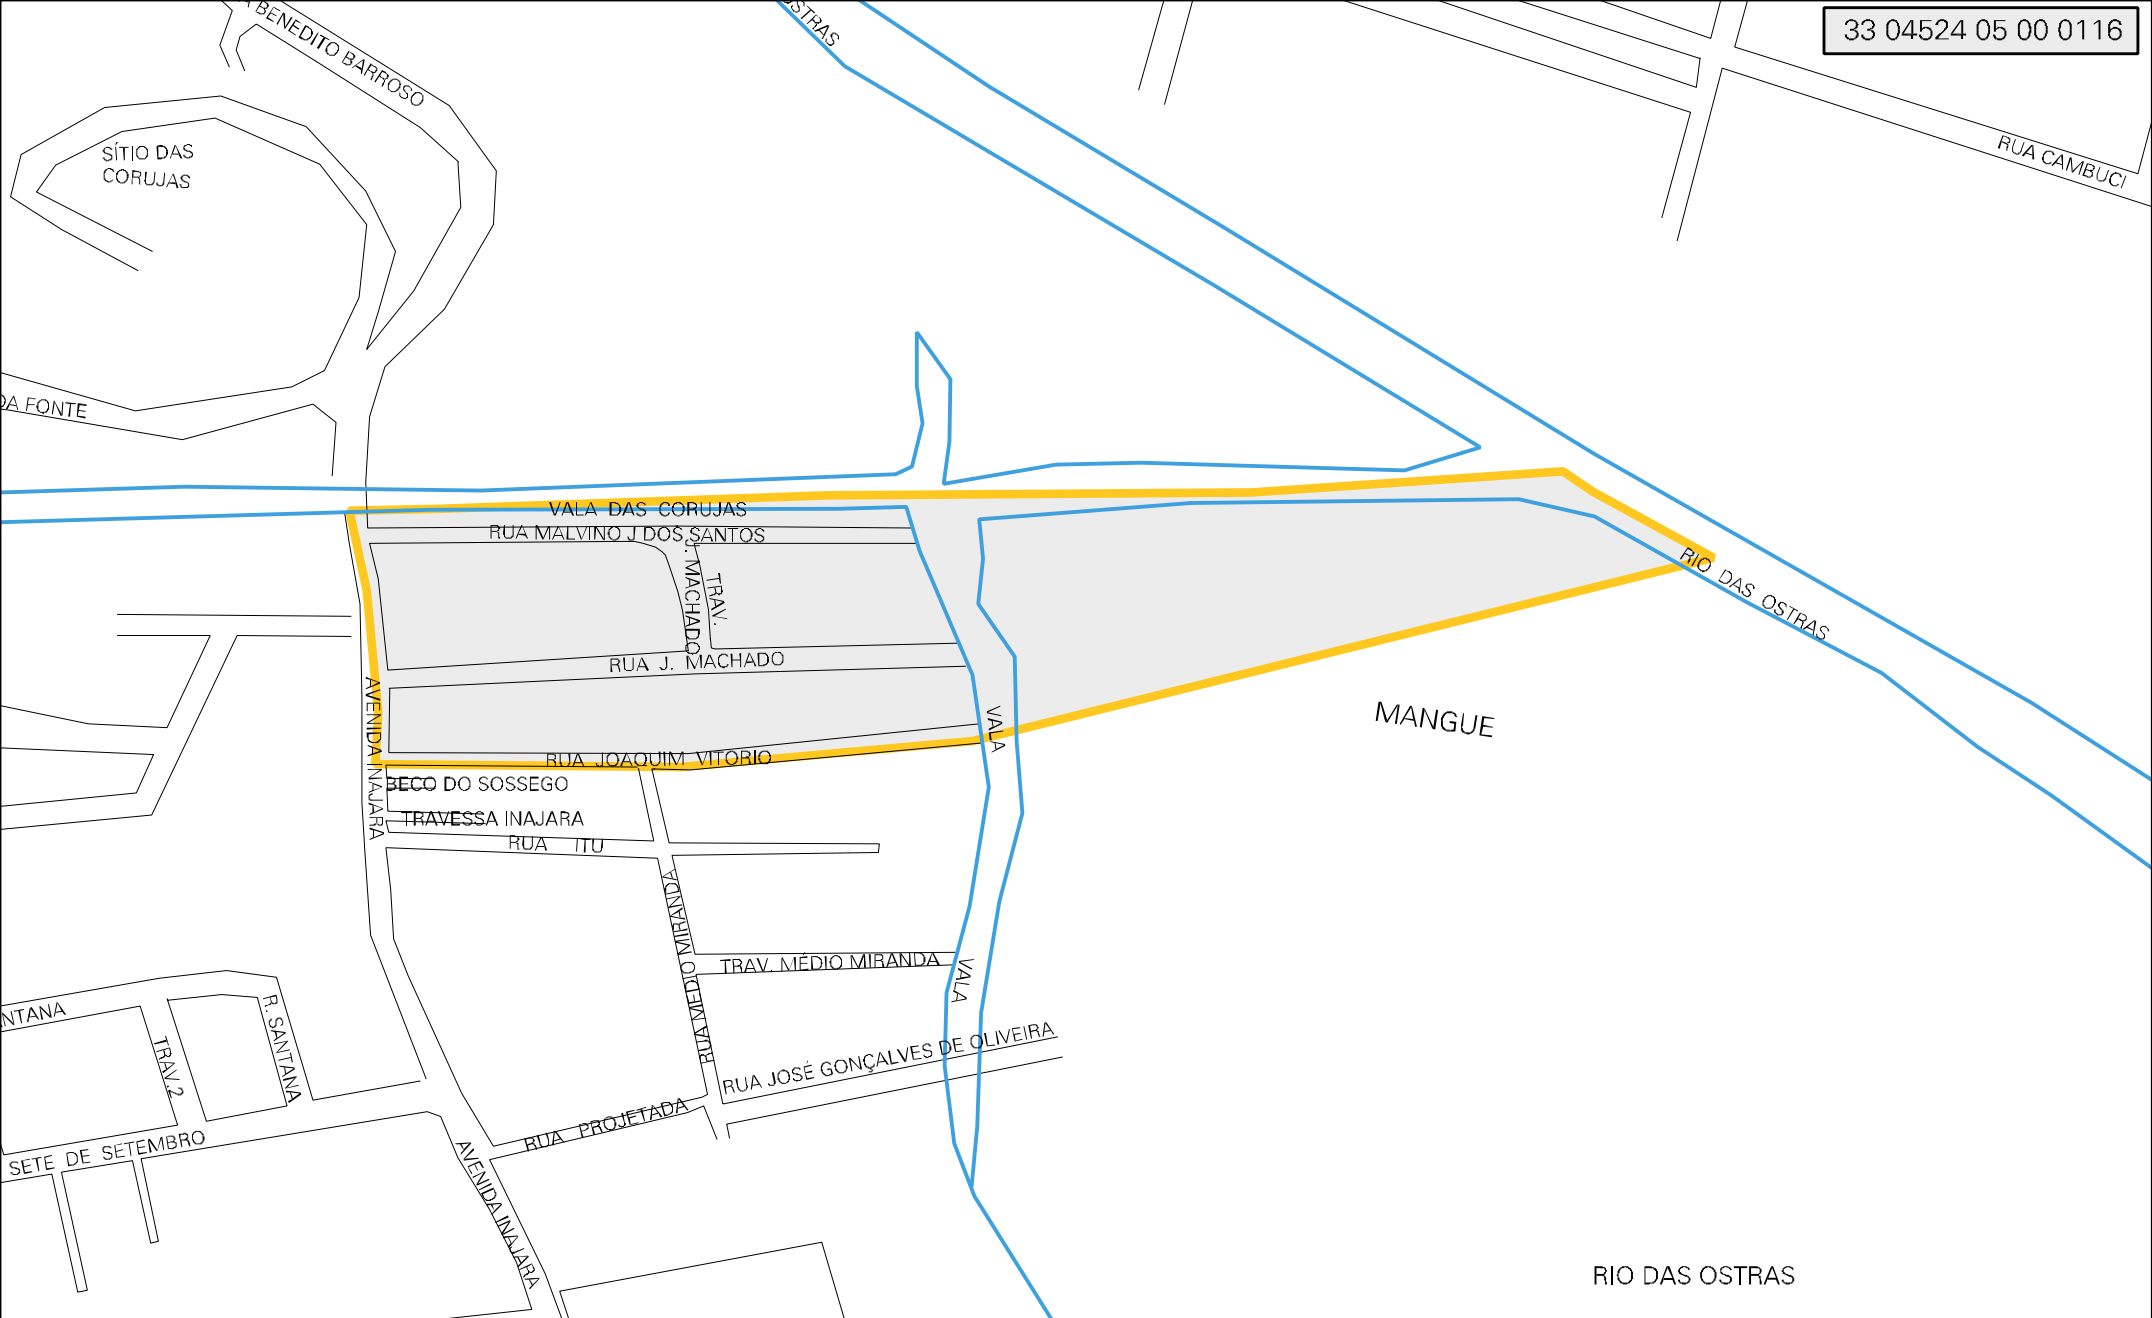 33 04524 05 00 0116
BENEDITO BARROSO
OSTRAS
RUA CAMBUCI
SÍTIO DAS
CORUJAS
DA FONTE
VALA DAS CORUJAS
RUA MALVINO J DOS SANTOS
TRAV.
J. MACHADO
RIO DAS OSTRAS
RUA J. MACHADO
AVENIDA INAJARA
VALA
MANGUE
RUA JOAQUIM VITORIO
BECO DO SOSSEGO
TRAVESSA INAJARA
RUA ITU
RUA MEDIO MIRANDA
TRAV. MÉDIO MIRANDA
VALA
NTANA
R. SANTANA
TRAV.2
RUA JOSÉ GONÇALVES DE OLIVEIRA
RUA PROJETADA
SETE DE SETEMBRO
AVENIDA INAJARA
RIO DAS OSTRAS